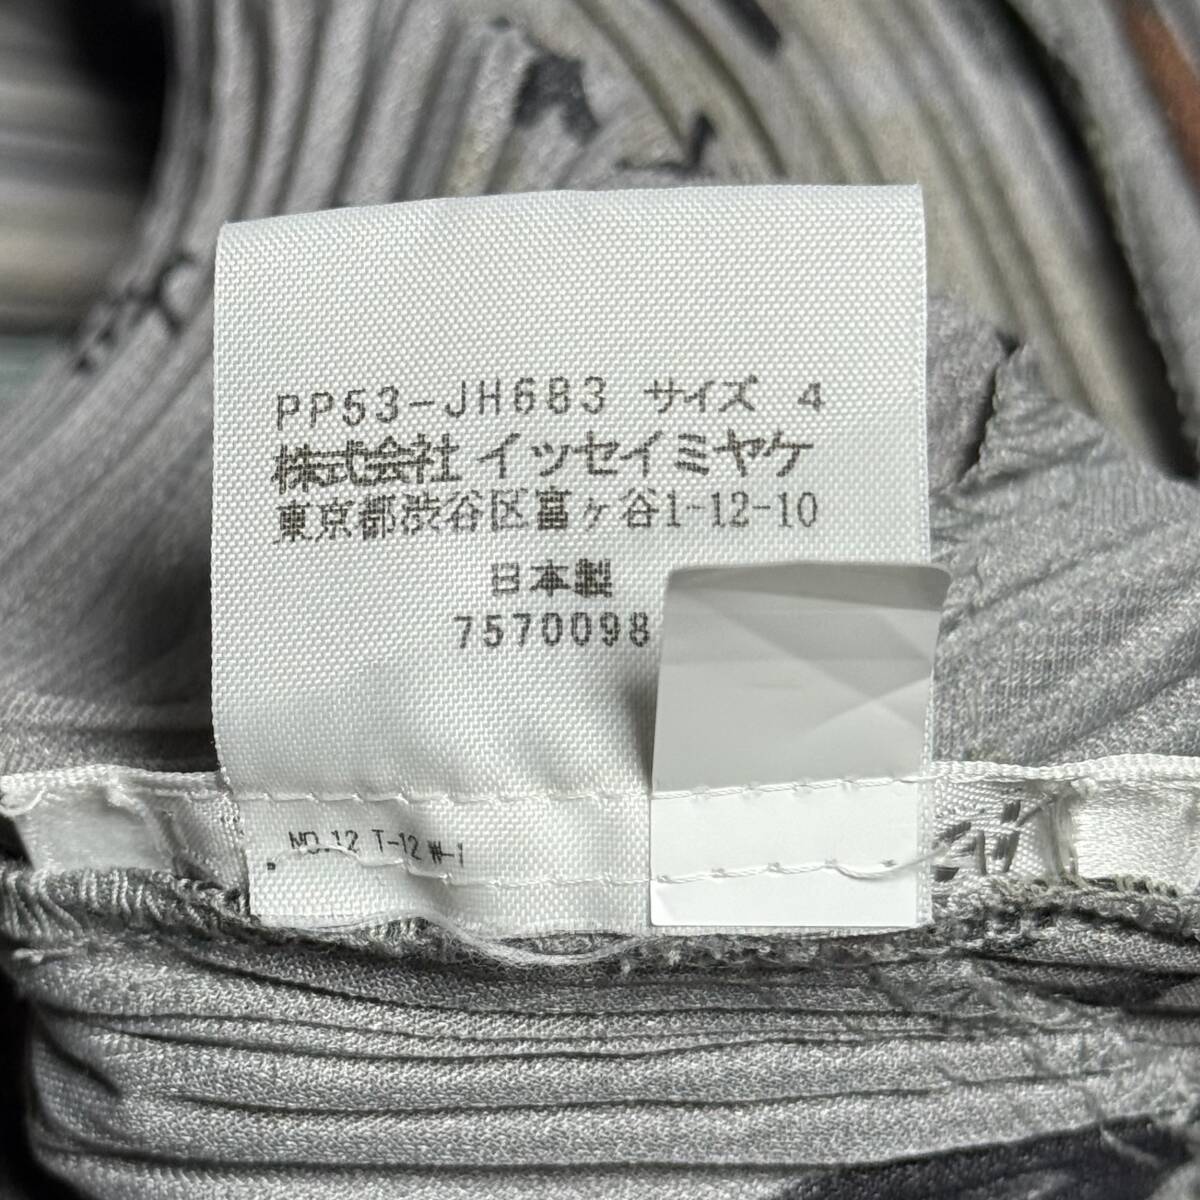 PP53-JH683 サイズ 4
株式会社 イッセイミヤケ
東京都渋谷区富ヶ谷1-12-10
日本製
7570098
NO.12 T-12 W-1